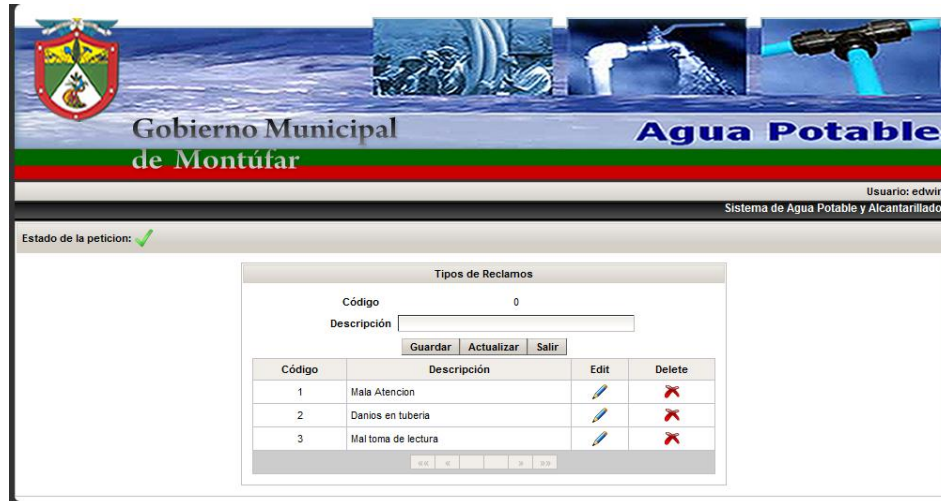 Gobierno Municipal
de Montúfar
Agua Potable
Usuario: edwin
Sistema de Agua Potable y Alcantarillado
Estado de la peticion:
Tipos de Reclamos
Código 0
Descripción
Guardar Actualizar Salir
Código Descripción Edit Delete
1 Mala Atencion
2 Danios en tuberia
3 Mal toma de lectura
«« « » »»